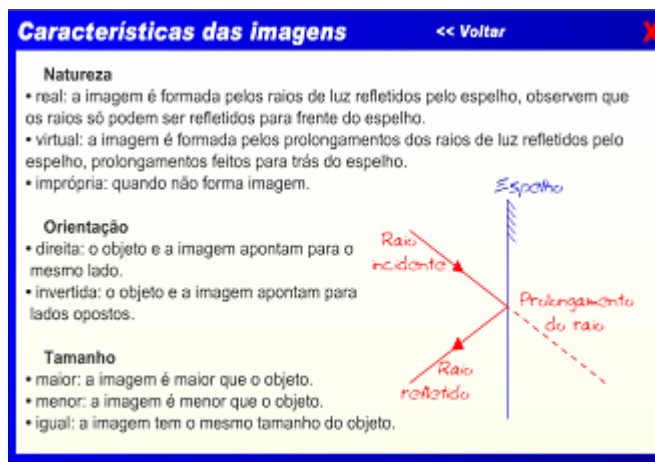 Características das imagens
<< Voltar
X
Natureza
• real: a imagem é formada pelos raios de luz refletidos pelo espelho, observem que
os raios só podem ser refletidos para frente do espelho.
• virtual: a imagem é formada pelos prolongamentos dos raios de luz refletidos pelo
espelho, prolongamentos feitos para trás do espelho.
• imprópria: quando não forma imagem.
Orientação
• direita: o objeto e a imagem apontam para o
mesmo lado.
• invertida: o objeto e a imagem apontam para
lados opostos.
Tamanho
• maior: a imagem é maior que o objeto.
• menor: a imagem é menor que o objeto.
• igual: a imagem tem o mesmo tamanho do objeto.
Espelho
Raio
incidente
Prolongamento
do raio
Raio
refletido